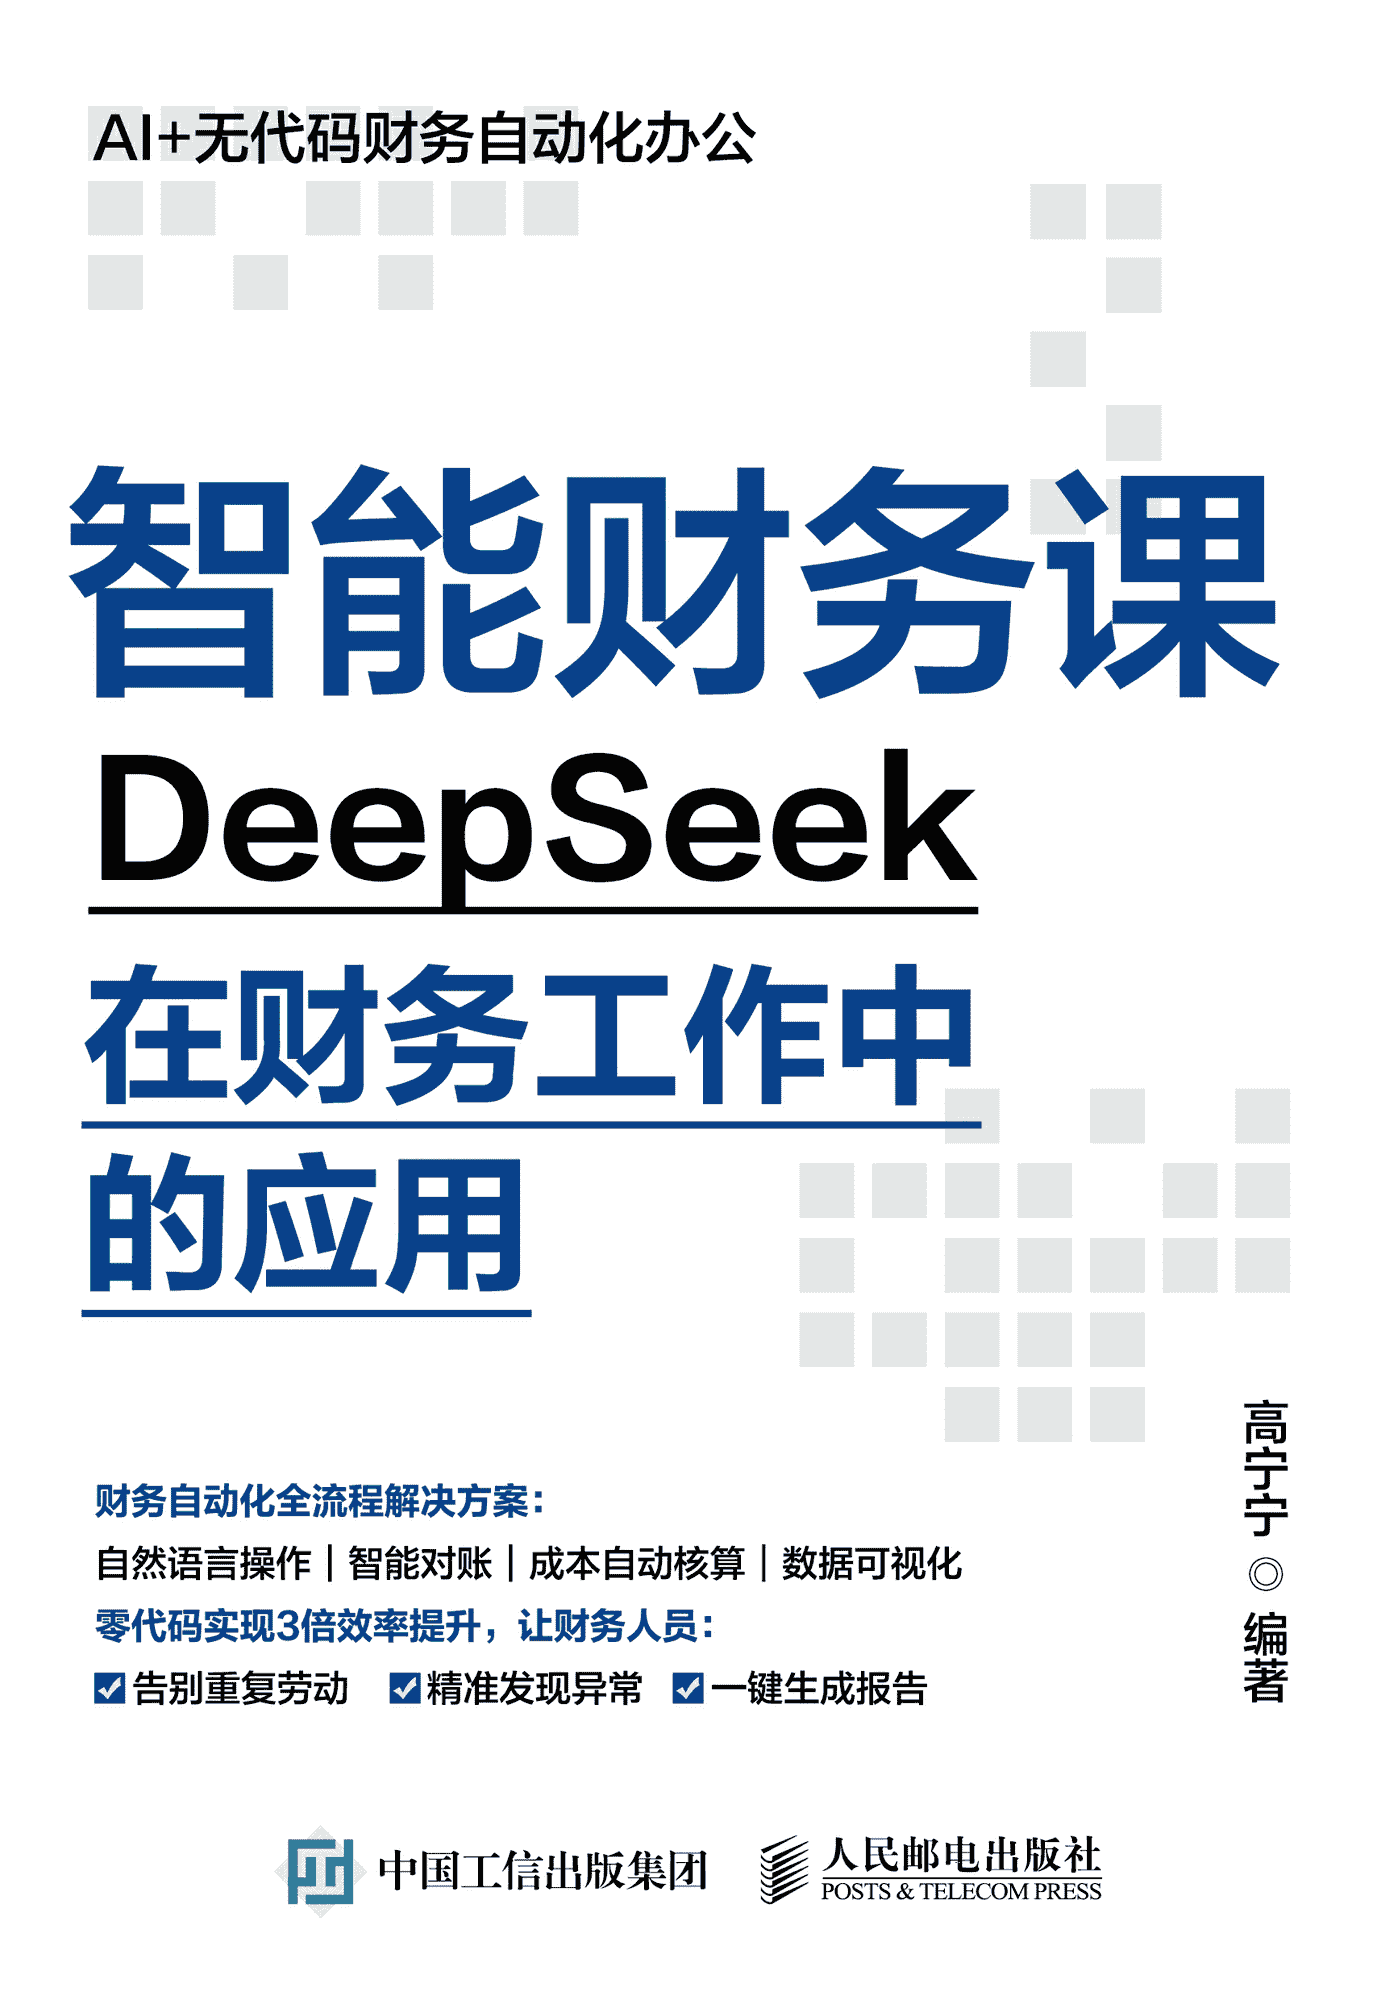 AI+无代码财务自动化办公
智能财务课
DeepSeek
在财务工作中
的应用
高宁宁 ◎ 编著
财务自动化全流程解决方案：
自然语言操作｜智能对账｜成本自动核算｜数据可视化
零代码实现3倍效率提升，让财务人员：
告别重复劳动 精准发现异常 一键生成报告
中国工信出版集团
人民邮电出版社
POSTS & TELECOM PRESS